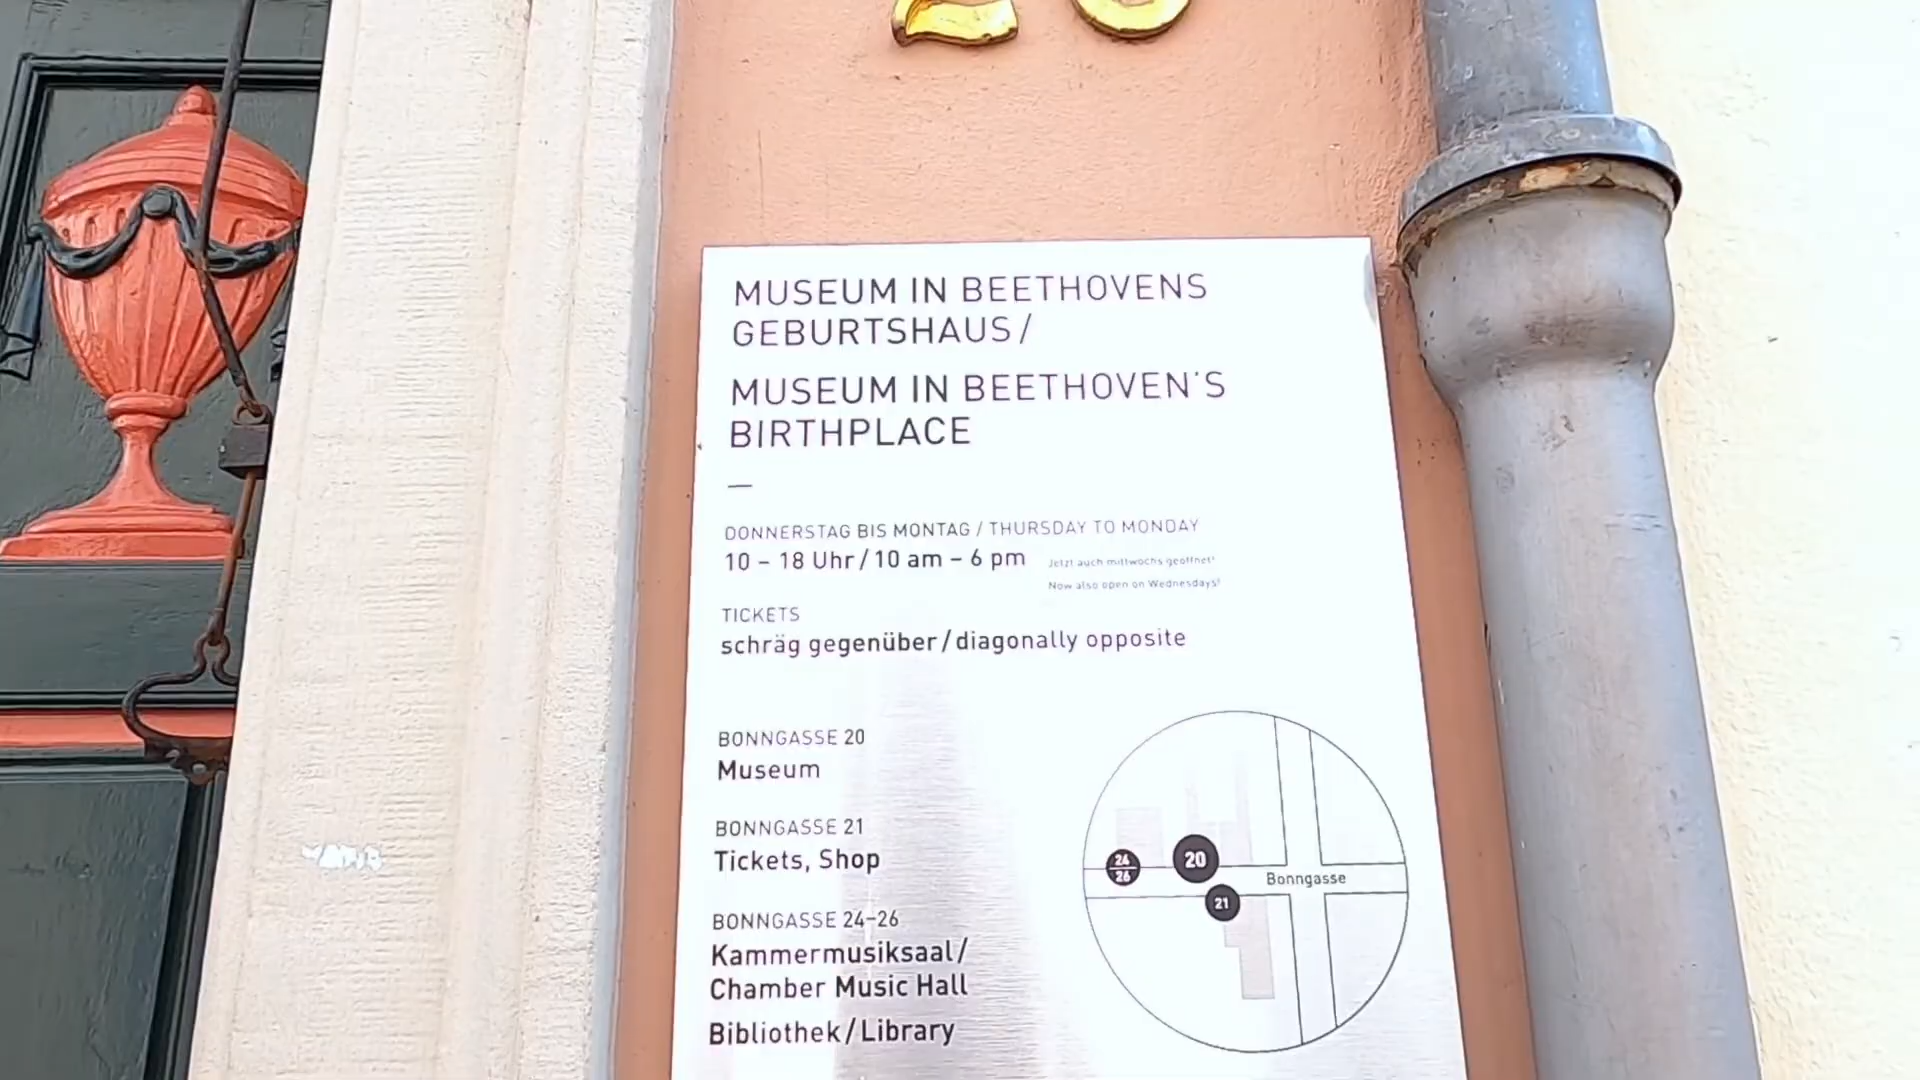 20
MUSEUM IN BEETHOVENS
GEBURTSHAUS/
MUSEUM IN BEETHOVEN'S
BIRTHPLACE
—
DONNERSTAG BIS MONTAG / THURSDAY TO MONDAY
10 – 18 Uhr / 10 am – 6 pm
Jetzt auch mittwochs geöffnet!
Now also open on Wednesdays!
TICKETS
schräg gegenüber / diagonally opposite
BONNGASSE 20
Museum
BONNGASSE 21
Tickets, Shop
BONNGASSE 24–26
Kammermusiksaal /
Chamber Music Hall
Bibliothek / Library
24
26
20
Bonngasse
21